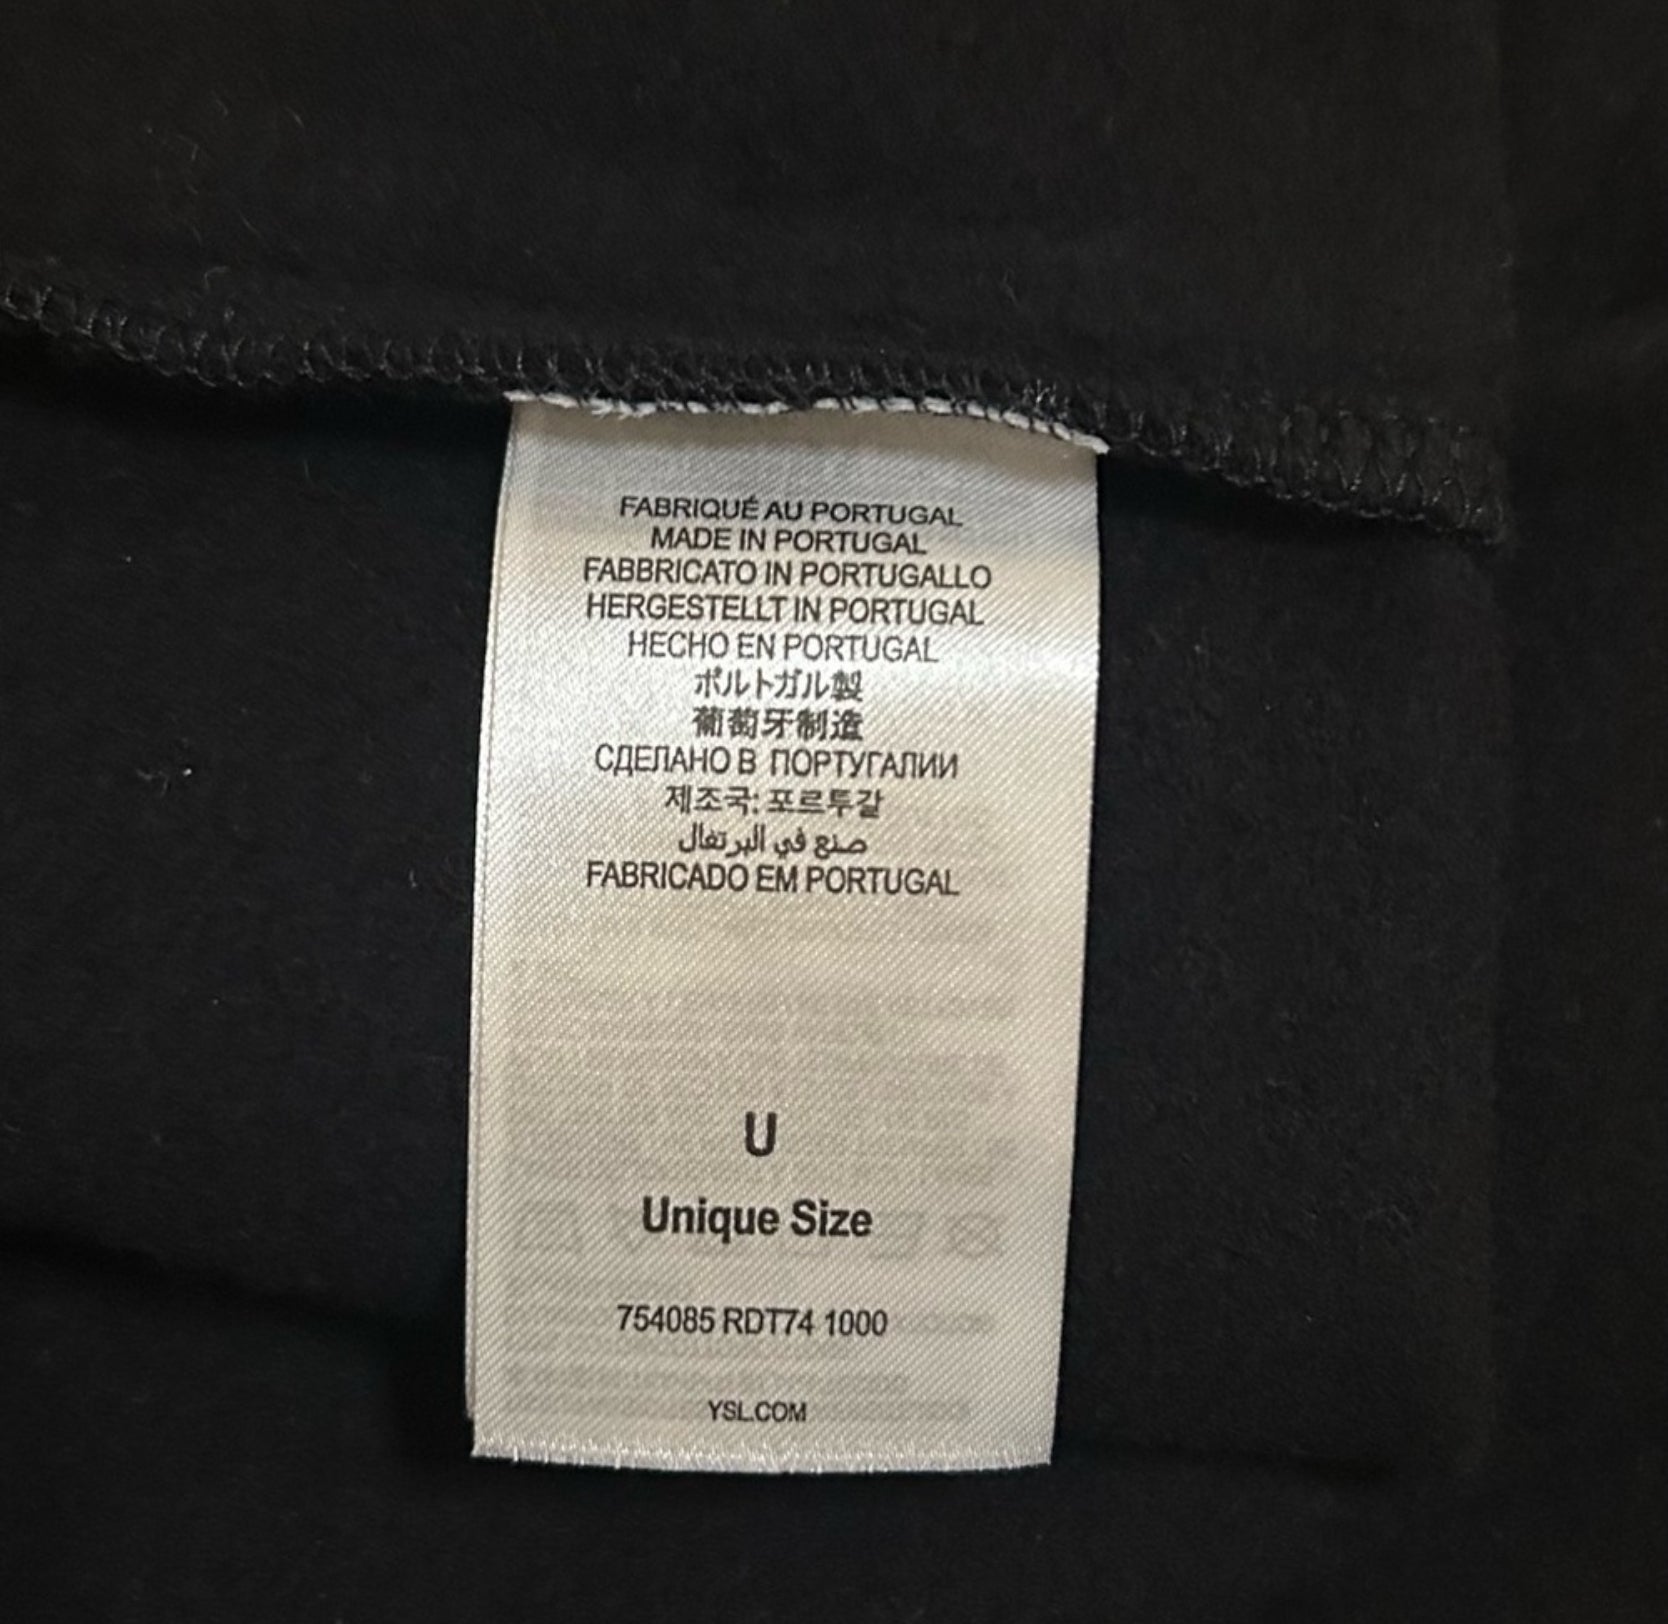 FABRIQUÉ AU PORTUGAL
MADE IN PORTUGAL
FABBRICATO IN PORTUGALLO
HERGESTELLT IN PORTUGAL
HECHO EN PORTUGAL
ポルトガル製
葡萄牙制造
СДЕЛАНО В ПОРТУГАЛИИ
제조국: 포르투갈
صنع في البرتغال
FABRICADO EM PORTUGAL
U
Unique Size
754085 RDT74 1000
YSL.COM